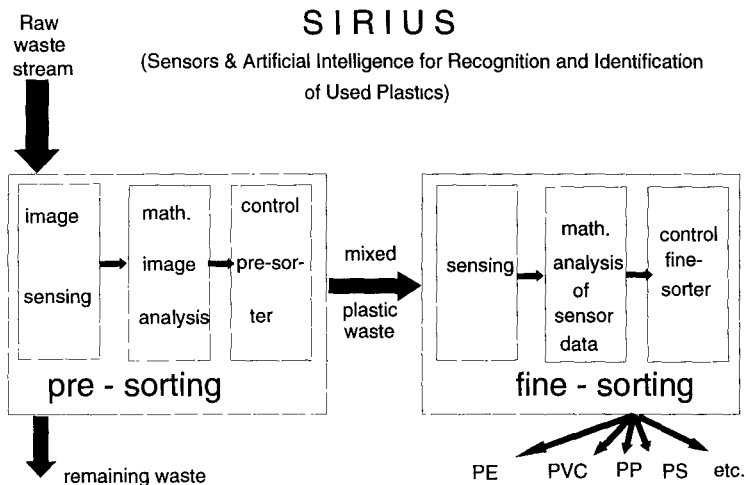 SIRIUS
(Sensors & Artificial Intelligence for Recognition and Identification
of Used Plastics)
Raw
waste
stream
image
sensing
math.
image
analysis
control
pre-sor-
ter
pre - sorting
remaining waste
mixed
plastic
waste
sensing
math.
analysis
of
sensor
data
control
fine-
sorter
fine - sorting
PE PVC PP PS etc.